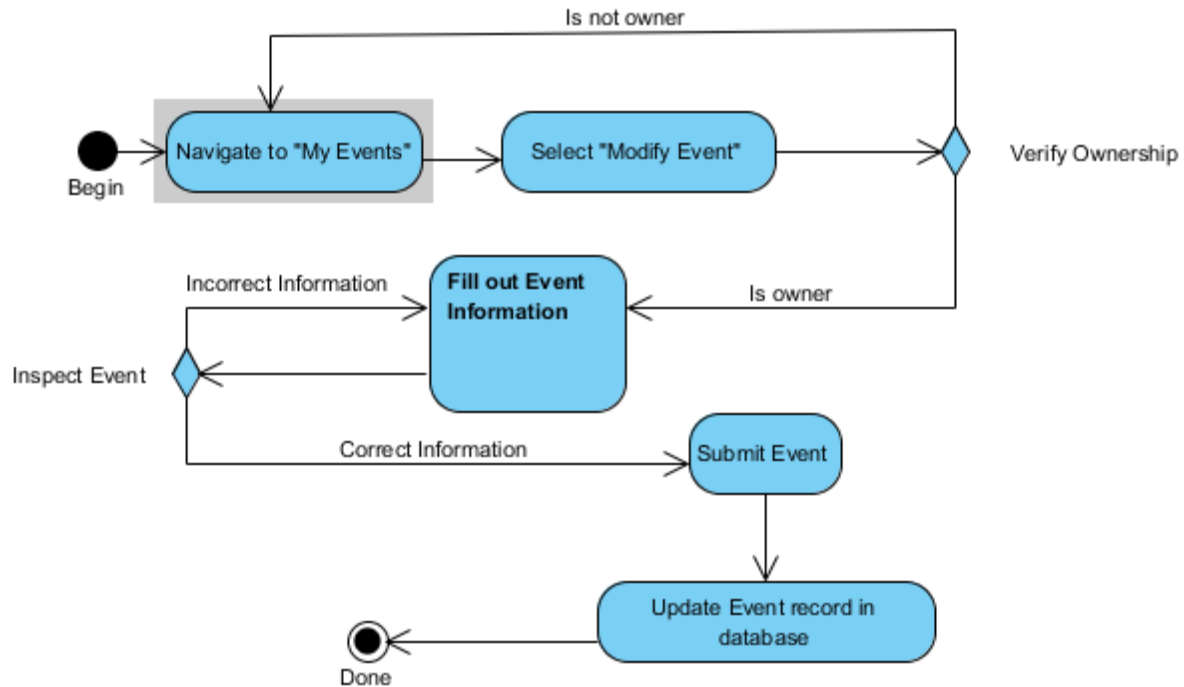 Is not owner
Navigate to "My Events"
Select "Modify Event"
Verify Ownership
Begin
Incorrect Information
Fill out Event
Information
Is owner
Inspect Event
Correct Information
Submit Event
Update Event record in
database
Done